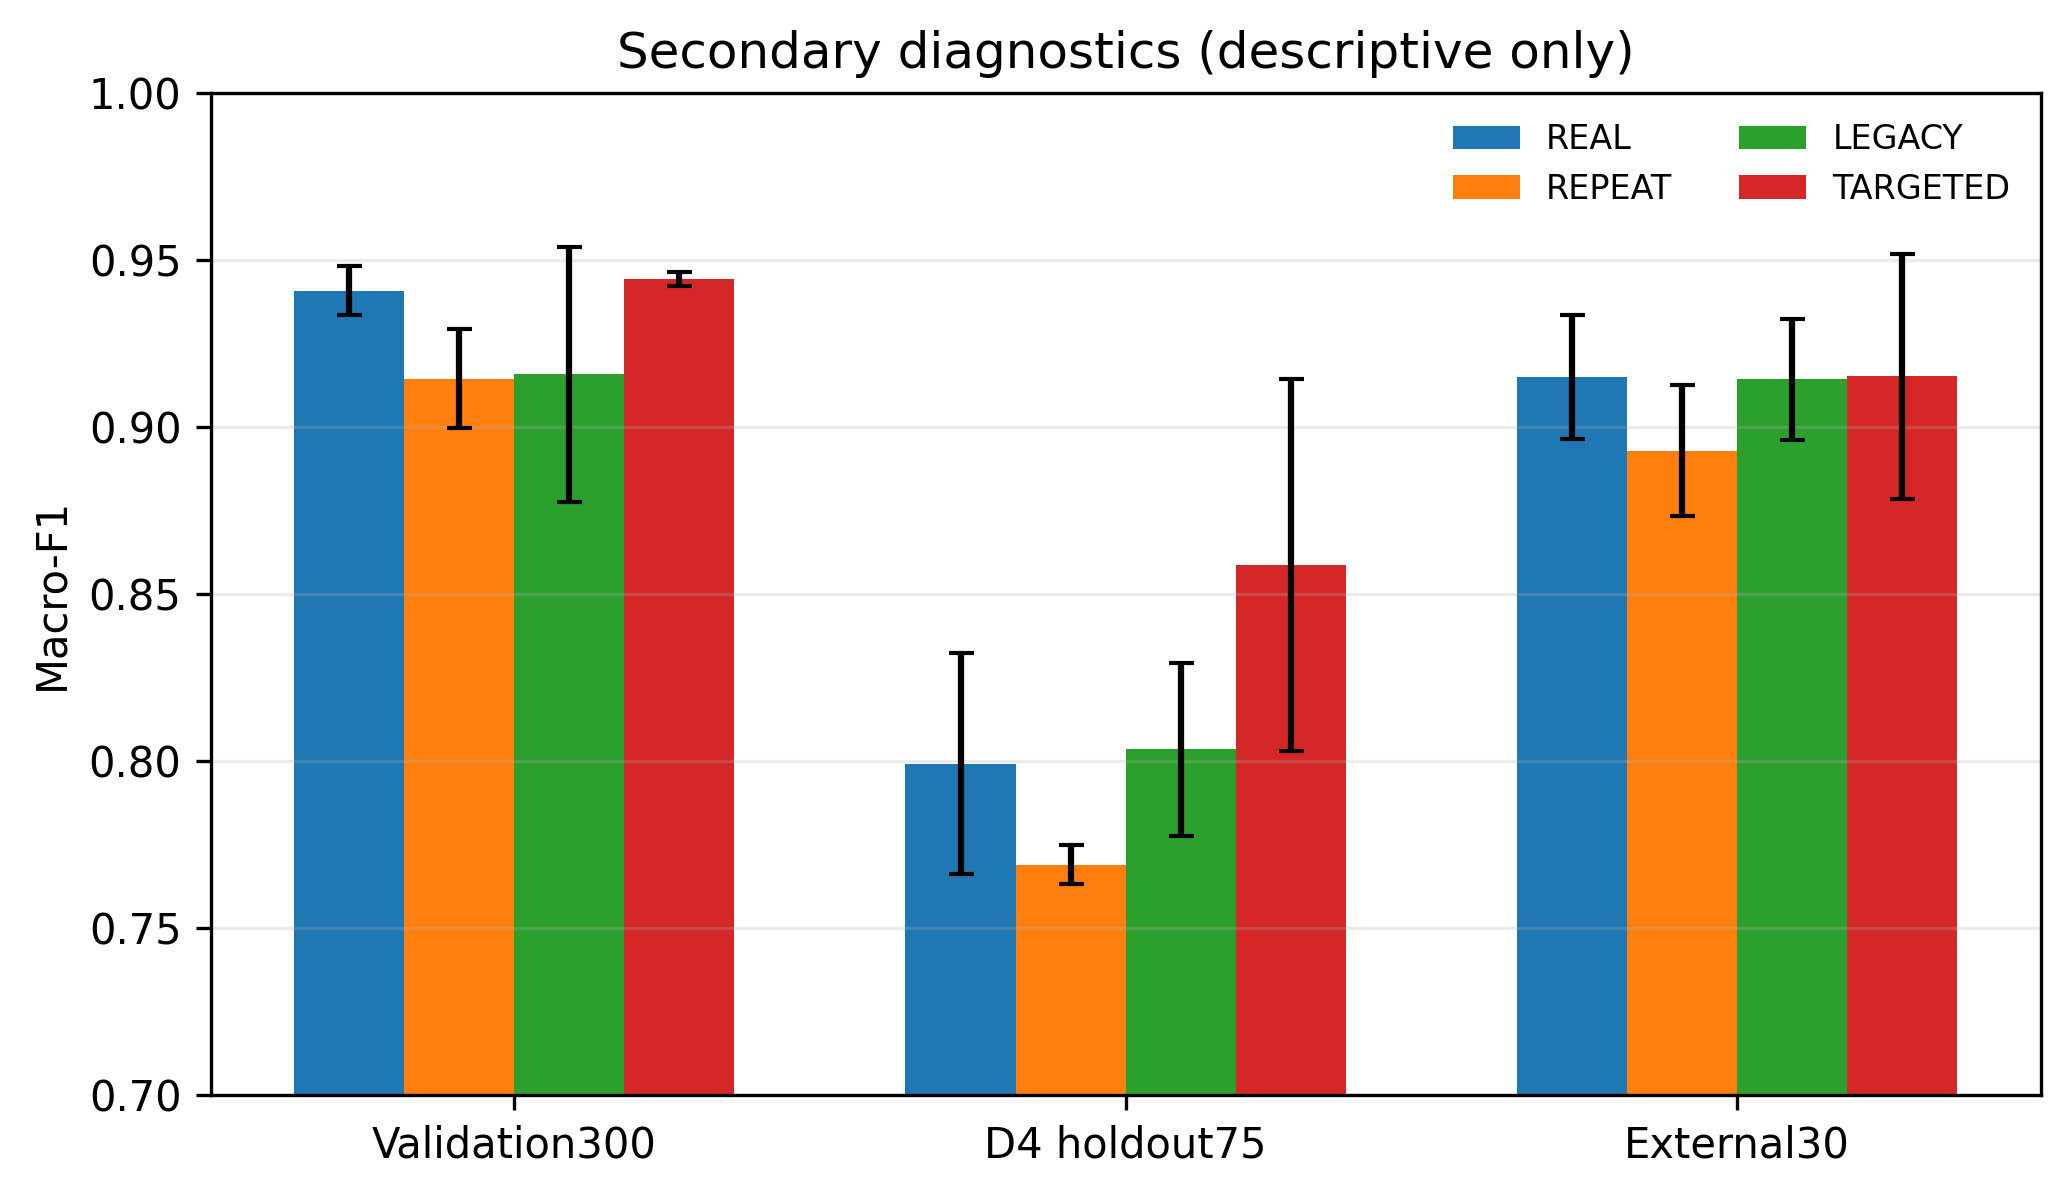 Secondary diagnostics (descriptive only)
REAL
REPEAT
LEGACY
TARGETED
Macro-F1
1.00
0.95
0.90
0.85
0.80
0.75
0.70
Validation300
D4 holdout75
External30